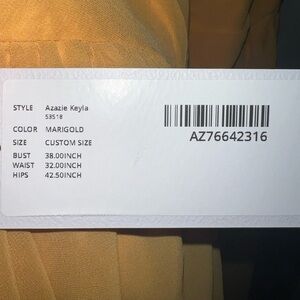 STYLE Azazie Keyla
53518
COLOR MARIGOLD
SIZE CUSTOM SIZE
BUST 38.00INCH
WAIST 32.00INCH
HIPS 42.50INCH
AZ76642316